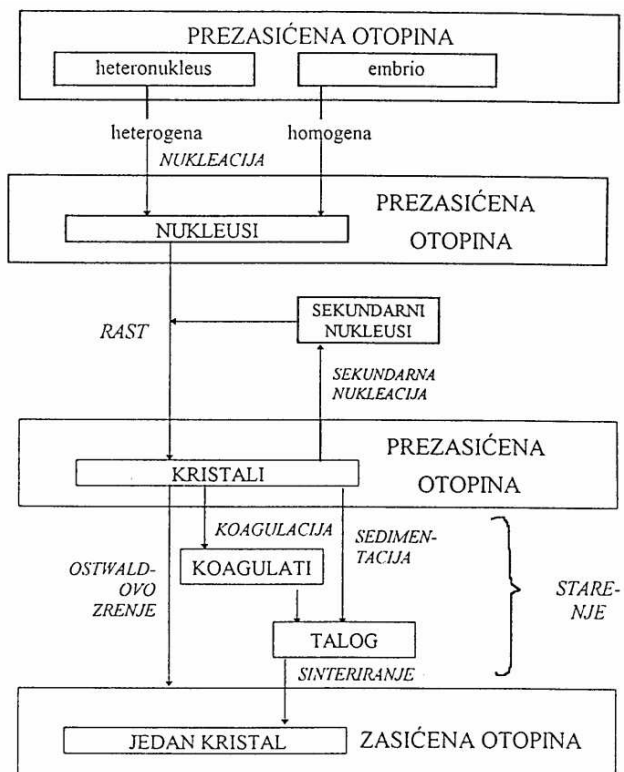 PREZASIĆENA OTOPINA
heteronukleus
embrio
heterogena
homogena
NUKLEACIJA
PREZASIĆENA
OTOPINA
NUKLEUSI
SEKUNDARNI
NUKLEUSI
RAST
SEKUNDARNA
NUKLEACIJA
PREZASIĆENA
OTOPINA
KRISTALI
KOAGULACIJA
SEDIMEN-
TACIJA
KOAGULATI
OSTWALD-
OVO
ZRENJE
STARE-
NJE
TALOG
SINTERIRANJE
JEDAN KRISTAL
ZASIĆENA OTOPINA